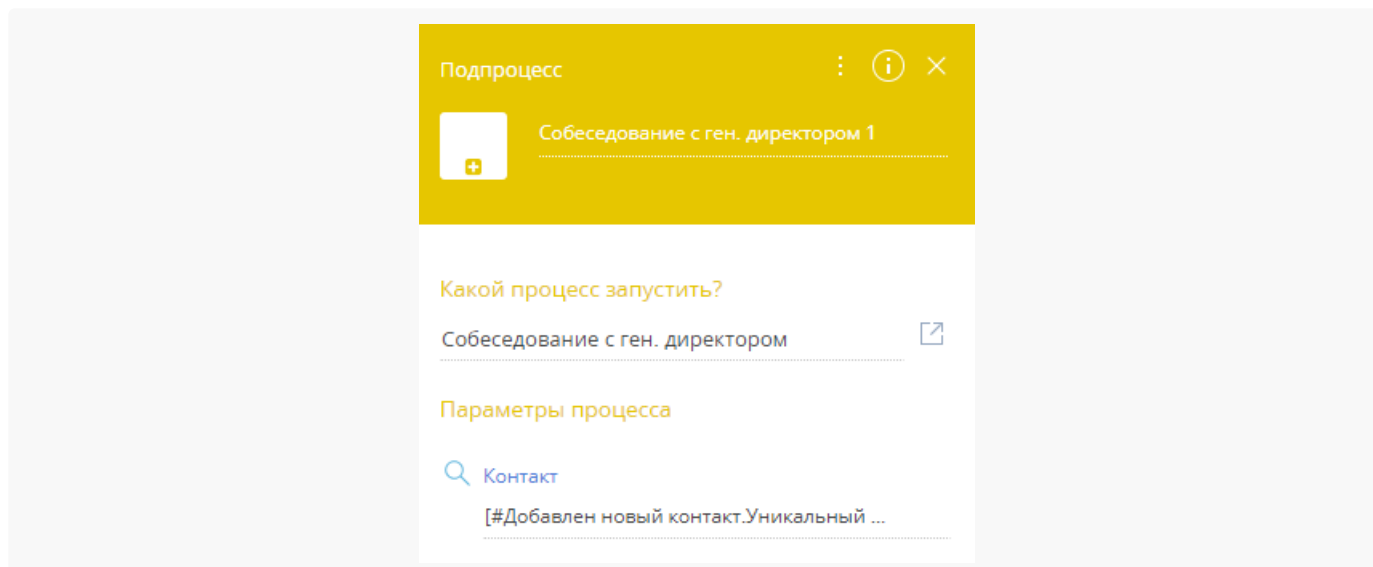 Подпроцесс
Собеседование с ген. директором 1
Какой процесс запустить?
Собеседование с ген. директором
Параметры процесса
Контакт
[#Добавлен новый контакт.Уникальный ...